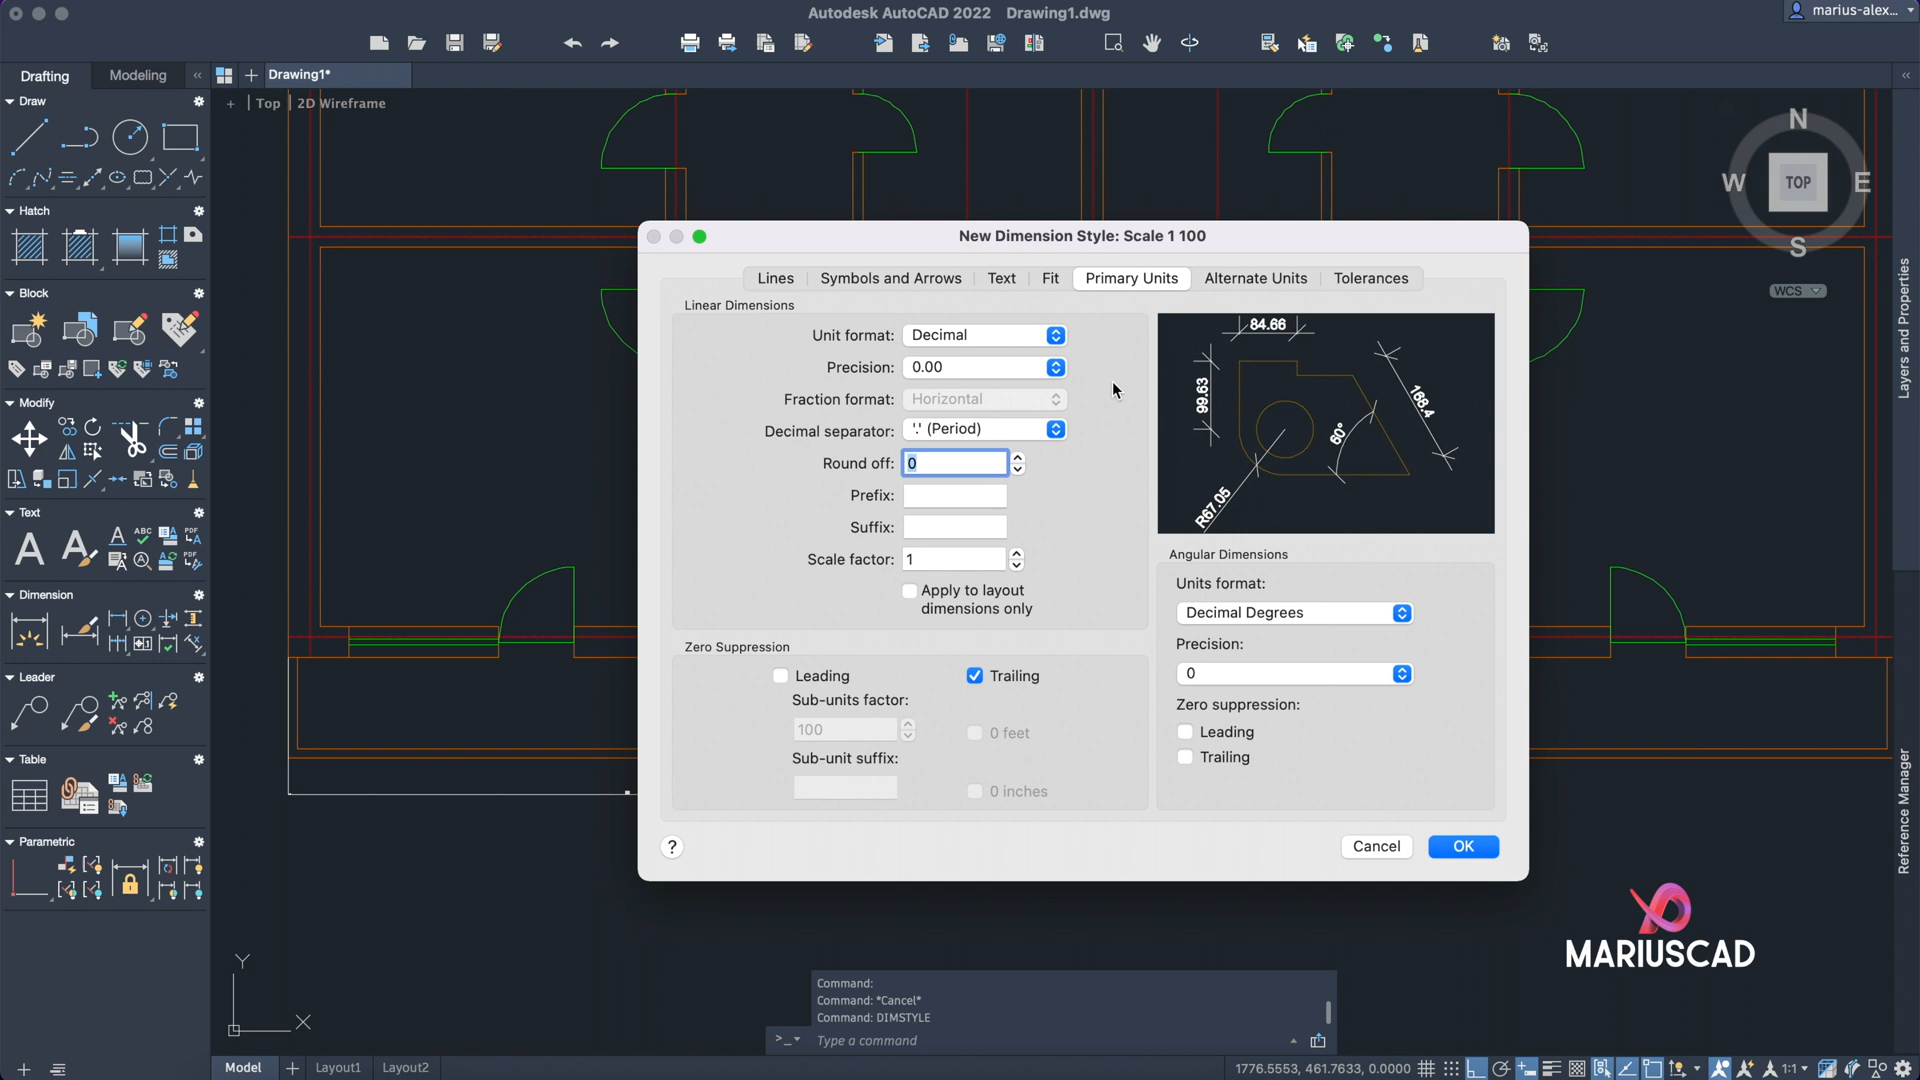 Autodesk AutoCAD 2022 Drawing1.dwg
marius-alex...
Drafting
Modeling
Drawing1*
Draw
+ | Top | 2D Wireframe
Hatch
Block
Modify
Text
ABC
PDF
Dimension
Leader
Table
Parametric
N
W
TOP
E
S
WCS
Layers and Properties
Reference Manager
New Dimension Style: Scale 1 100
Lines
Symbols and Arrows
Text
Fit
Primary Units
Alternate Units
Tolerances
Linear Dimensions
Unit format: Decimal
Precision: 0.00
Fraction format: Horizontal
Decimal separator: '.' (Period)
Round off: 0
Prefix:
Suffix:
Scale factor: 1
Apply to layout
dimensions only
Zero Suppression
Leading
Trailing
Sub-units factor:
100
0 feet
Sub-unit suffix:
0 inches
84.66
99.63
168.4
60°
R67.05
Angular Dimensions
Units format:
Decimal Degrees
Precision:
0
Zero suppression:
Leading
Trailing
?
Cancel
OK
MARIUSCAD
Y
X
Command:
Command: *Cancel*
Command: DIMSTYLE
>_ Type a command
Model
Layout1
Layout2
1776.5553, 461.7633, 0.0000
1:1